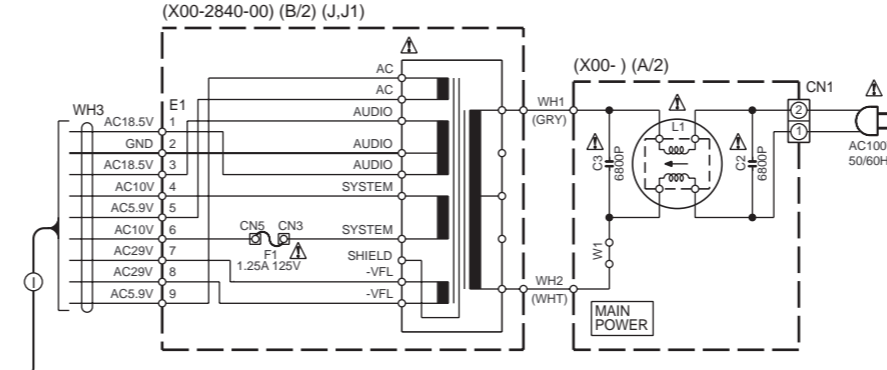 (X00-2840-00) (B/2) (J,J1)
(X00- ) (A/2)
WH3
E1
AC18.5V 1
GND 2
AC18.5V 3
AC10V 4
AC5.9V 5
AC10V 6
AC29V 7
AC29V 8
AC5.9V 9
CN5 CN3
F1
1.25A 125V
AC
AC
AUDIO
AUDIO
AUDIO
SYSTEM
SYSTEM
SHIELD
-VFL
-VFL
WH1
(GRY)
WH2
(WHT)
C3
6800P
L1
C2
6800P
W1
MAIN
POWER
CN1
2
1
AC100
50/60H
I